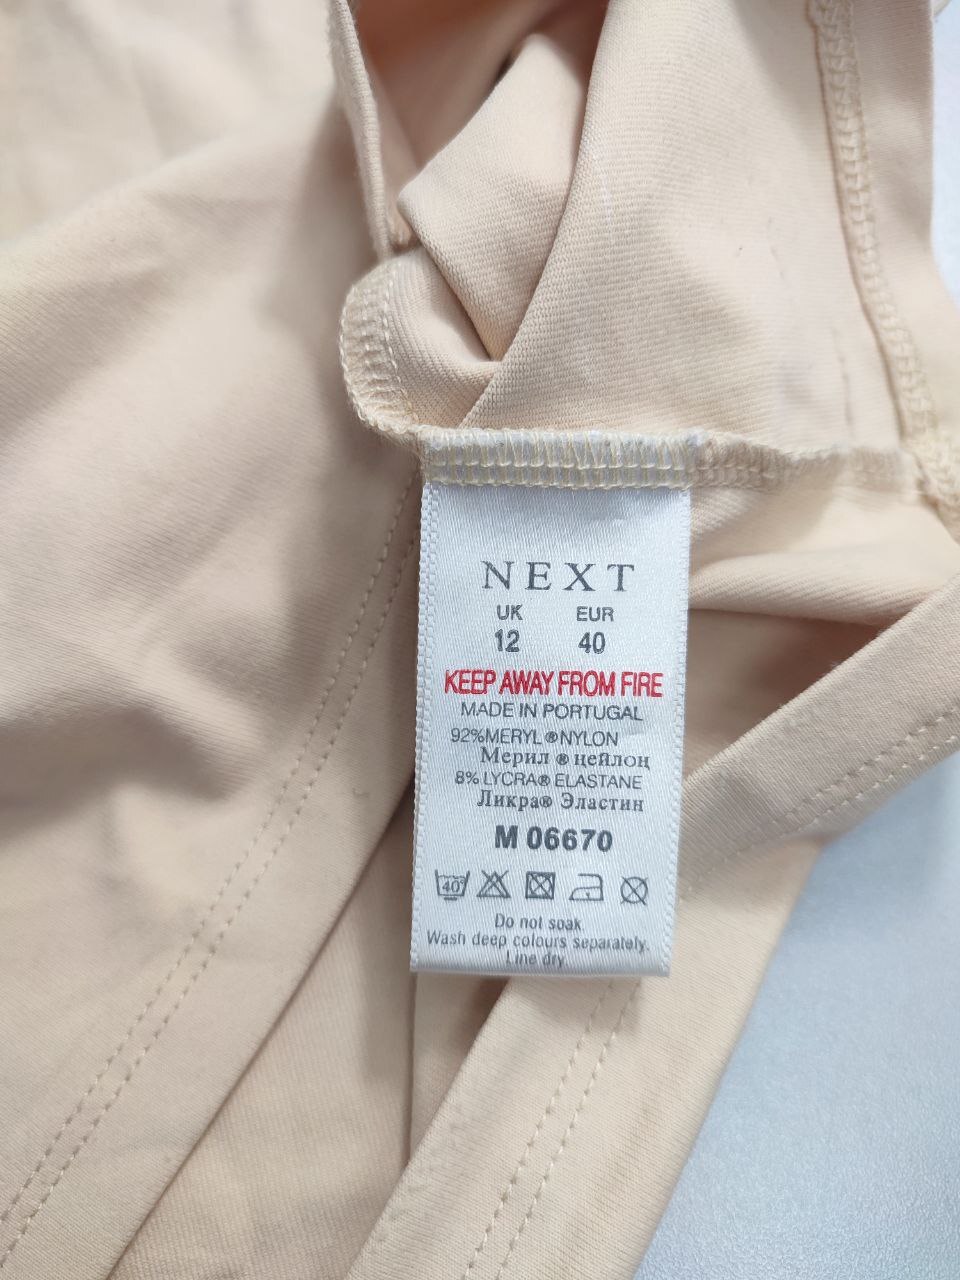 NEXT
UK EUR
12 40
KEEP AWAY FROM FIRE
MADE IN PORTUGAL
92%MERYL®NYLON
Мерил ® нейлон
8% LYCRA® ELASTANE
Ликра® Эластин
M 06670
40
Do not soak.
Wash deep colours separately.
Line dry